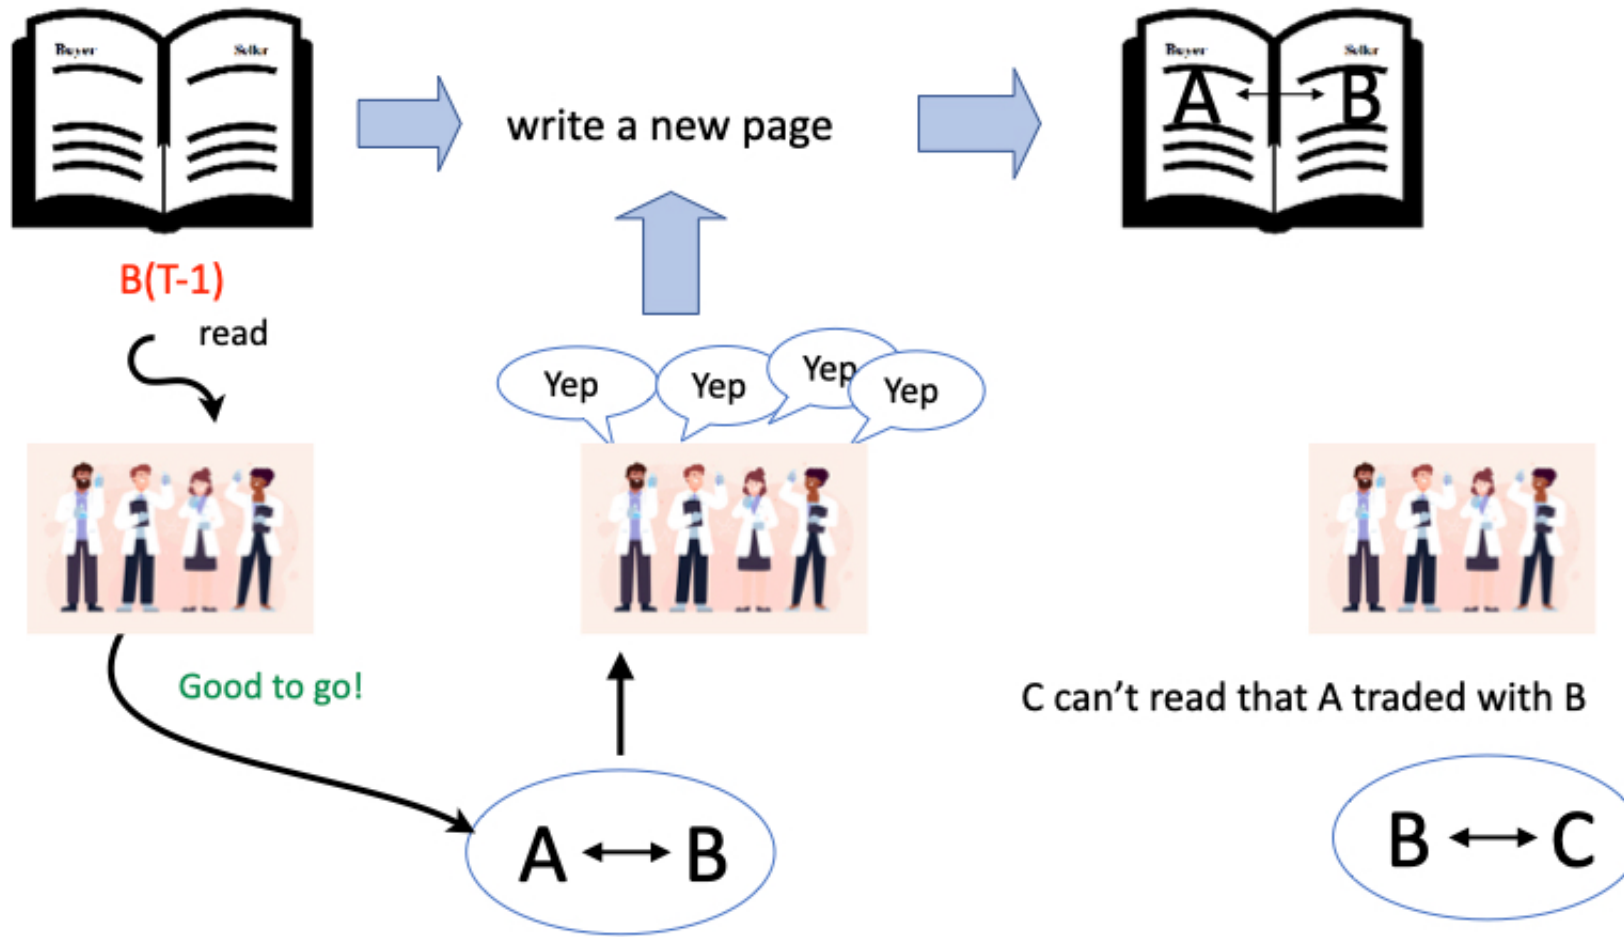 Buyer
Seller
write a new page
Buyer
Seller
A
B
B(T-1)
read
Yep
Yep
Yep
Yep
Good to go!
C can't read that A traded with B
A
B
B
C